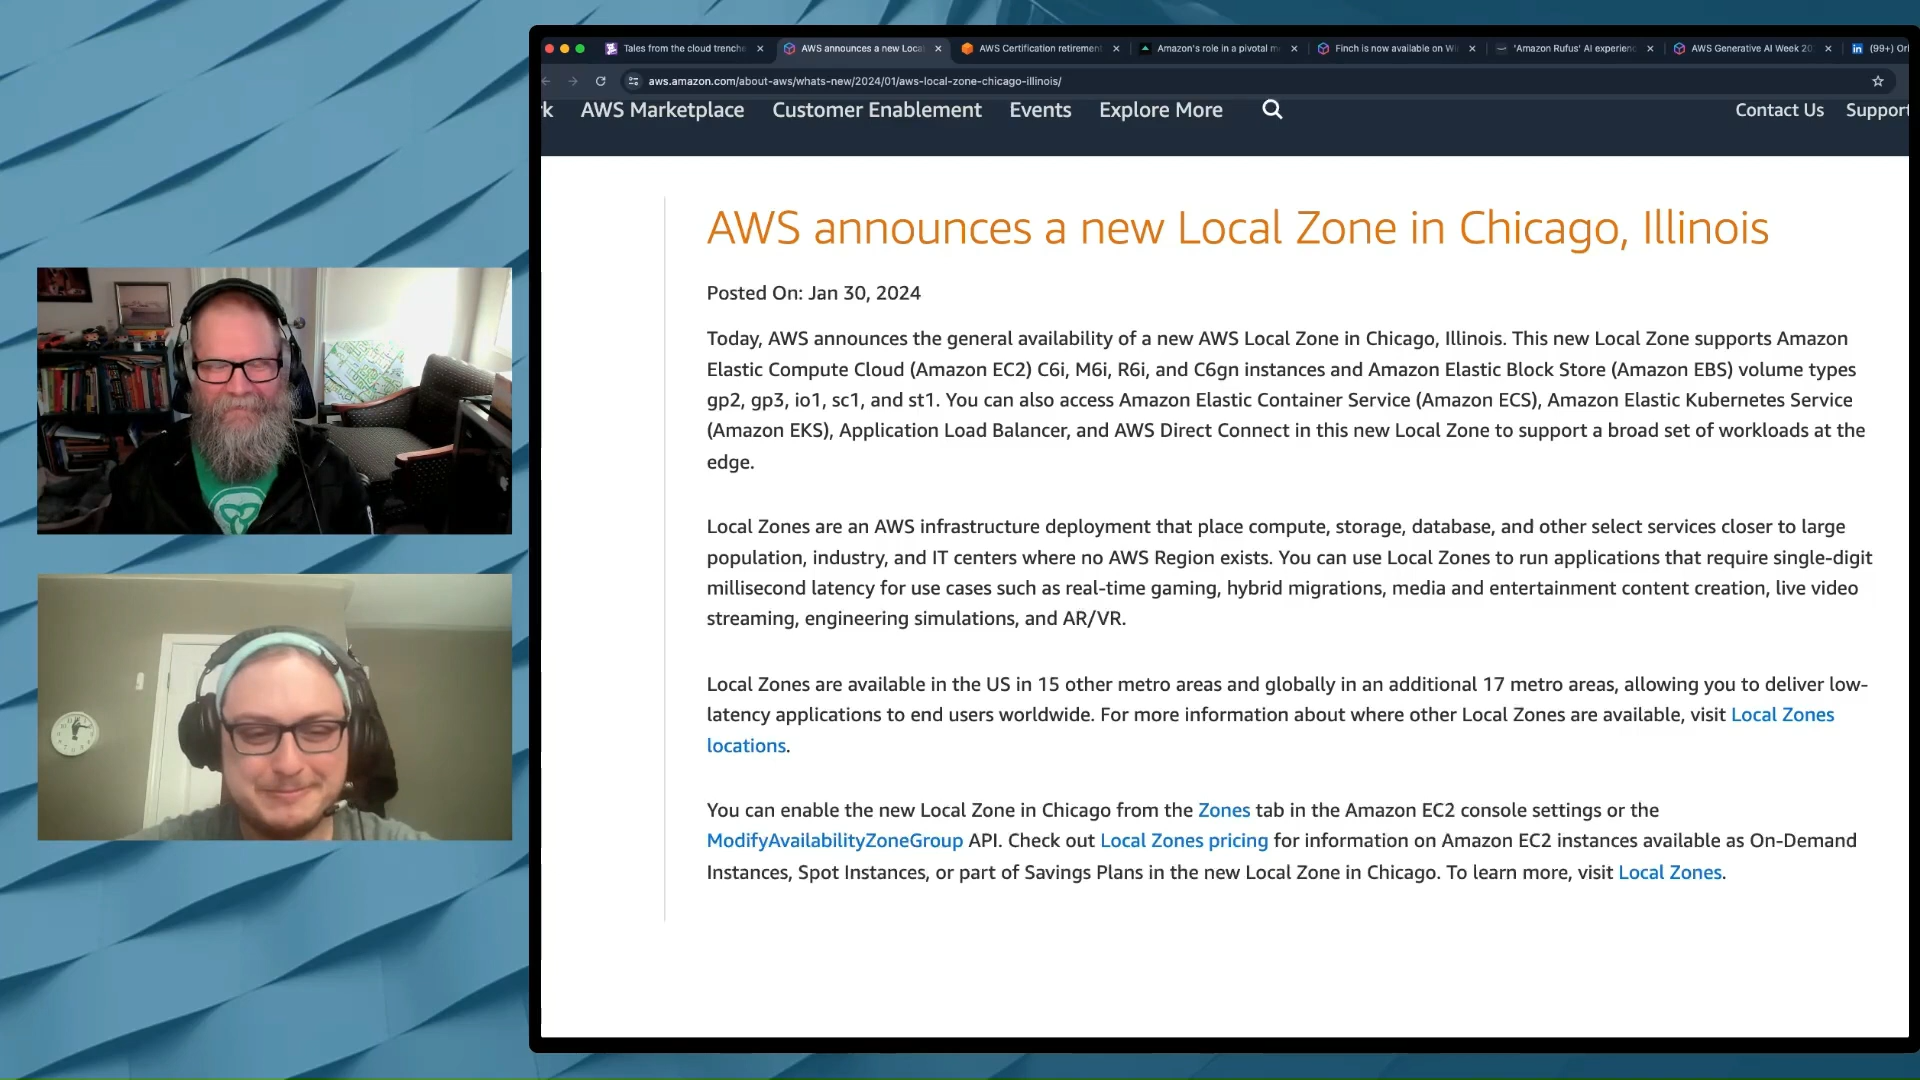 Tales from the cloud trenche
AWS announces a new Loca
AWS Certification retirement
Amazon's role in a pivotal m
Finch is now available on Wi
'Amazon Rufus' AI experienc
AWS Generative AI Week 20
(99+) Or
aws.amazon.com/about-aws/whats-new/2024/01/aws-local-zone-chicago-illinois/
rk AWS Marketplace Customer Enablement Events Explore More Contact Us Support
AWS announces a new Local Zone in Chicago, Illinois
Posted On: Jan 30, 2024
Today, AWS announces the general availability of a new AWS Local Zone in Chicago, Illinois. This new Local Zone supports Amazon
Elastic Compute Cloud (Amazon EC2) C6i, M6i, R6i, and C6gn instances and Amazon Elastic Block Store (Amazon EBS) volume types
gp2, gp3, io1, sc1, and st1. You can also access Amazon Elastic Container Service (Amazon ECS), Amazon Elastic Kubernetes Service
(Amazon EKS), Application Load Balancer, and AWS Direct Connect in this new Local Zone to support a broad set of workloads at the
edge.
Local Zones are an AWS infrastructure deployment that place compute, storage, database, and other select services closer to large
population, industry, and IT centers where no AWS Region exists. You can use Local Zones to run applications that require single-digit
millisecond latency for use cases such as real-time gaming, hybrid migrations, media and entertainment content creation, live video
streaming, engineering simulations, and AR/VR.
Local Zones are available in the US in 15 other metro areas and globally in an additional 17 metro areas, allowing you to deliver low-
latency applications to end users worldwide. For more information about where other Local Zones are available, visit Local Zones
locations.
You can enable the new Local Zone in Chicago from the Zones tab in the Amazon EC2 console settings or the
ModifyAvailabilityZoneGroup API. Check out Local Zones pricing for information on Amazon EC2 instances available as On-Demand
Instances, Spot Instances, or part of Savings Plans in the new Local Zone in Chicago. To learn more, visit Local Zones.